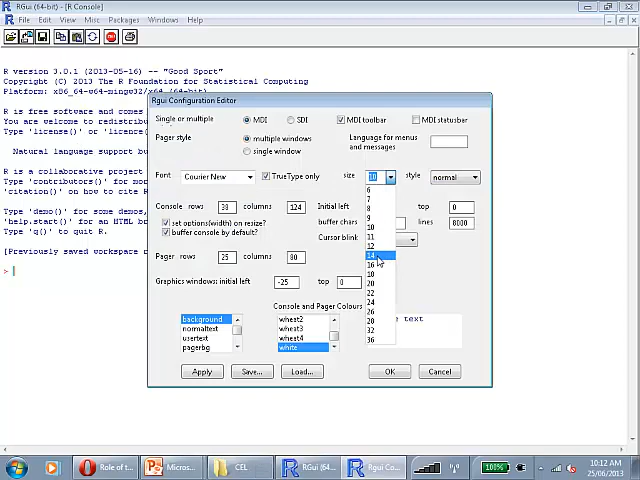 RGui (64-bit) - [R Console]
File Edit View Misc Packages Windows Help
R version 3.0.1 (2013-05-16) -- "Good Sport"
Copyright (C) 2013 The R Foundation for Statistical Computing
Platform: x86_64-w64-mingw32/x64 (64-bit)
R is free software and comes
You are welcome to redistribu
Type 'license()' or 'licence(
Natural language support bu
R is a collaborative project
Type 'contributors()' for mor
'citation()' on how to cite R
Type 'demo()' for some demos,
'help.start()' for an HTML br
Type 'q()' to quit R.
[Previously saved workspace r
>
Rgui Configuration Editor
Single or multiple MDI SDI MDI toolbar MDI statusbar
Pager style multiple windows single window
Language for menus and messages
Font Courier New TrueType only size 10 style normal
6
7
8
9
10
11
12
14
16
18
20
22
24
26
28
32
36
Console rows 38 columns 124 Initial left top 0
set options(width) on resize? buffer chars lines 8000
buffer console by default? Cursor blink
Pager rows 25 columns 80
Graphics windows: initial left -25 top 0
Console and Pager Colours
background
normaltext
usertext
pagerbg
wheat2
wheat3
wheat4
white
e text
Apply Save... Load... OK Cancel
Role of t... Micros... CEL RGui (64... Rgui Co... 100% 10:12 AM
25/06/2013